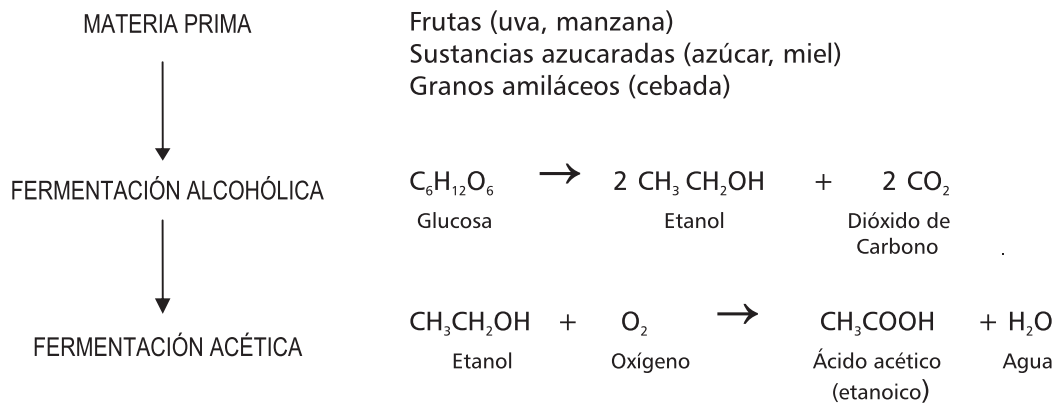 MATERIA PRIMA
Frutas (uva, manzana)
Sustancias azucaradas (azúcar, miel)
Granos amiláceos (cebada)
FERMENTACIÓN ALCOHÓLICA
C₆H₁₂O₆ → 2 CH₃ CH₂OH + 2 CO₂
Glucosa Etanol Dióxido de
Carbono .
FERMENTACIÓN ACÉTICA
CH₃CH₂OH + O₂ → CH₃COOH + H₂O
Etanol Oxígeno Ácido acético Agua
(etanoico)